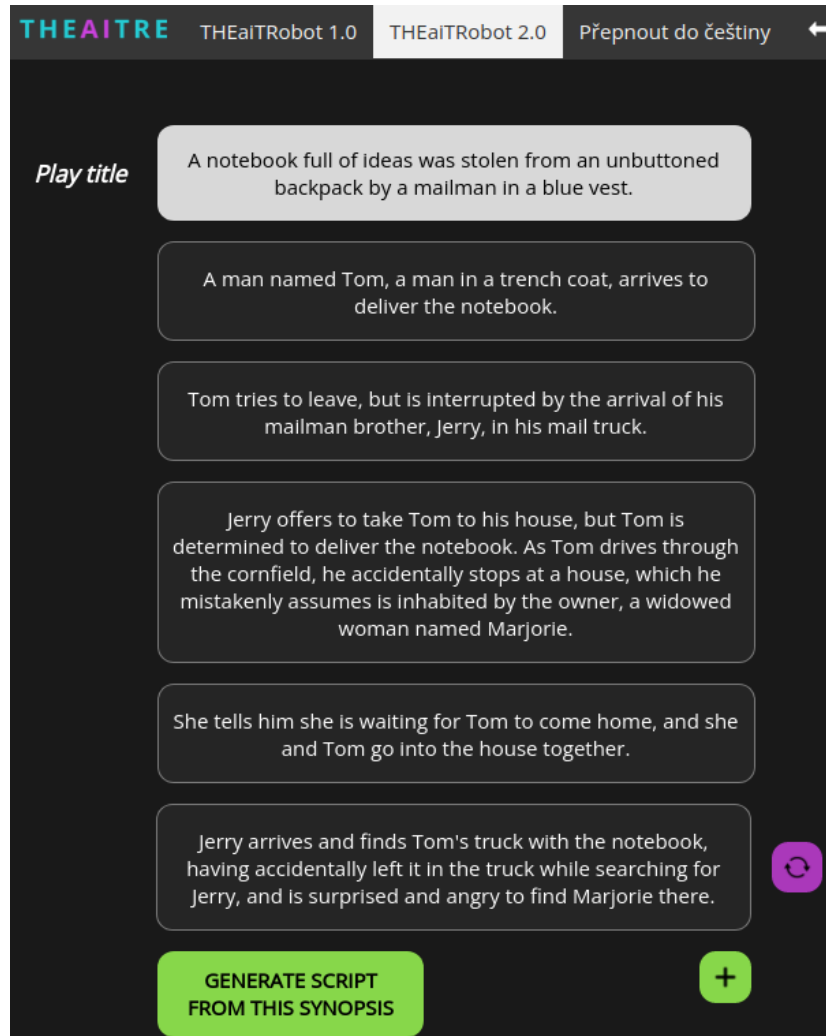 THEAITRE THEaiTRobot 1.0 THEaiTRobot 2.0 Přepnout do češtiny
Play title
A notebook full of ideas was stolen from an unbuttoned
backpack by a mailman in a blue vest.
A man named Tom, a man in a trench coat, arrives to
deliver the notebook.
Tom tries to leave, but is interrupted by the arrival of his
mailman brother, Jerry, in his mail truck.
Jerry offers to take Tom to his house, but Tom is
determined to deliver the notebook. As Tom drives through
the cornfield, he accidentally stops at a house, which he
mistakenly assumes is inhabited by the owner, a widowed
woman named Marjorie.
She tells him she is waiting for Tom to come home, and she
and Tom go into the house together.
Jerry arrives and finds Tom's truck with the notebook,
having accidentally left it in the truck while searching for
Jerry, and is surprised and angry to find Marjorie there.
GENERATE SCRIPT
FROM THIS SYNOPSIS
+